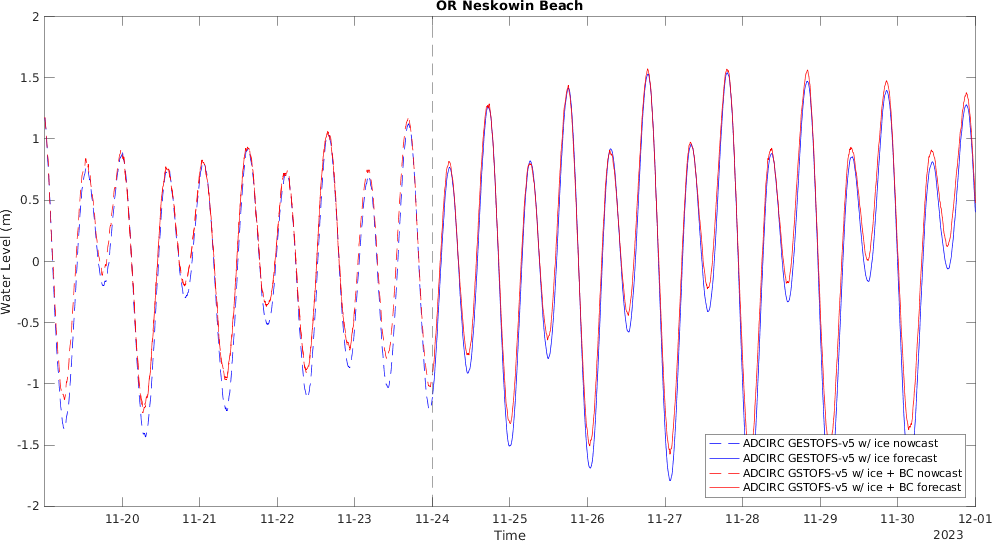 OR Neskowin Beach
2
1.5
1
0.5
0
-0.5
-1
-1.5
-2
Water Level (m)
ADCIRC GESTOFS-v5 w/ ice nowcast
ADCIRC GESTOFS-v5 w/ ice forecast
ADCIRC GSTOFS-v5 w/ ice + BC nowcast
ADCIRC GSTOFS-v5 w/ ice + BC forecast
11-20 11-21 11-22 11-23 11-24 11-25 11-26 11-27 11-28 11-29 11-30 12-01
Time
2023